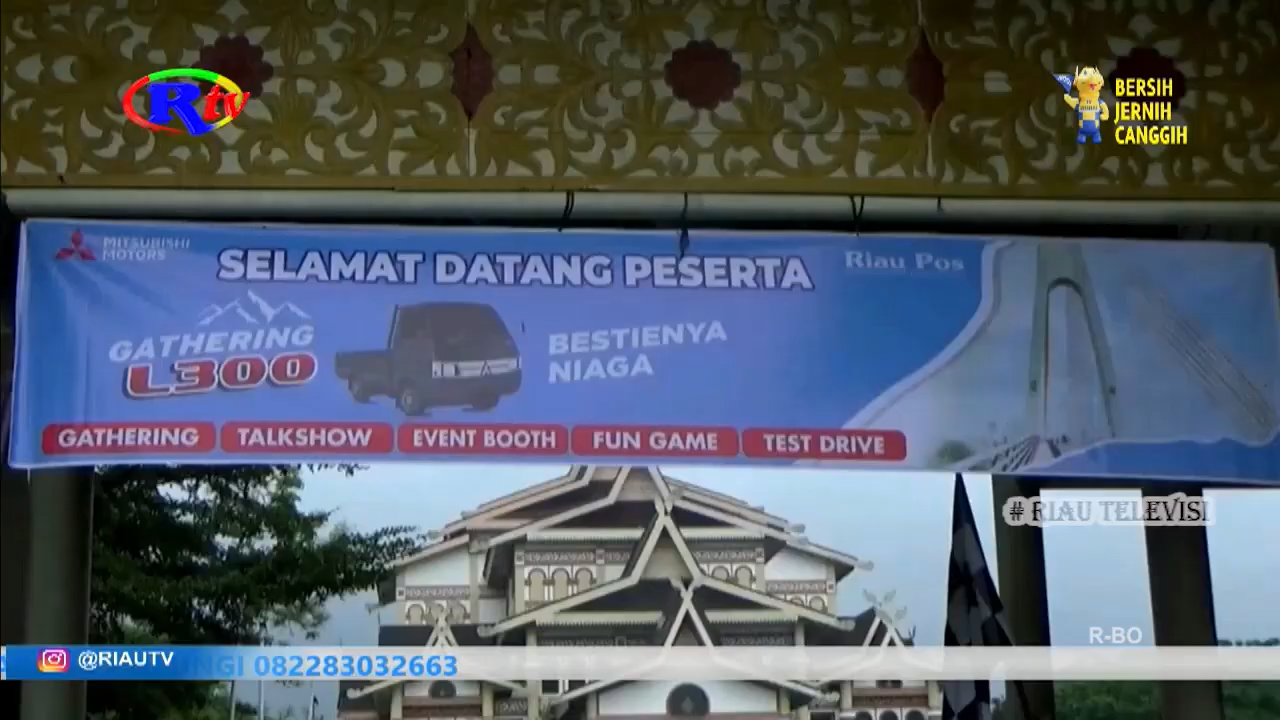 Rtv
BERSIH
JERNIH
CANGGIH
MITSUBISHI
MOTORS
SELAMAT DATANG PESERTA
Riau Pos
GATHERING
L300
BESTIENYA
NIAGA
GATHERING
TALKSHOW
EVENT BOOTH
FUN GAME
TEST DRIVE
# RIAU TELEVISI
R-BO
@RIAUTV
NGI 082283032663